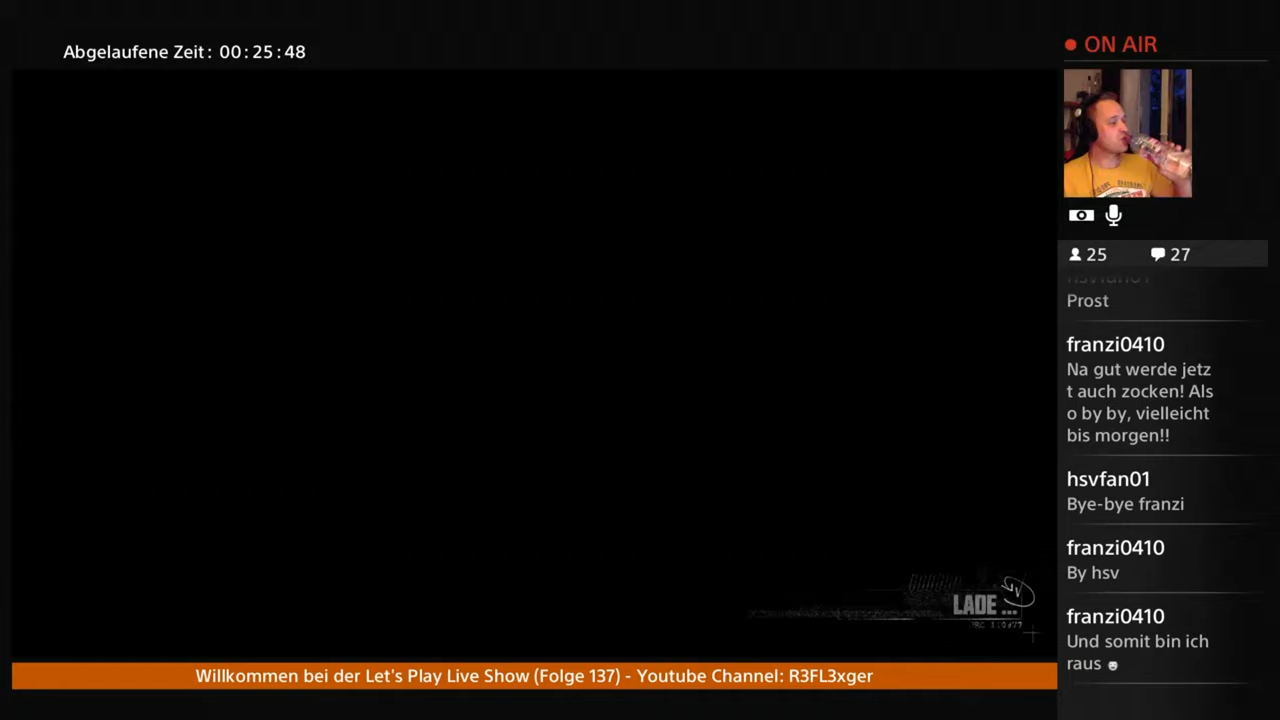 Abgelaufene Zeit: 00:25:48
ON AIR
25 27
Prost
franzi0410
Na gut werde jetz
t auch zocken! Als
o by by, vielleicht
bis morgen!!
hsvfan01
Bye-bye franzi
franzi0410
By hsv
franzi0410
Und somit bin ich
raus
LADE ...
Willkommen bei der Let's Play Live Show (Folge 137) - Youtube Channel: R3FL3xger